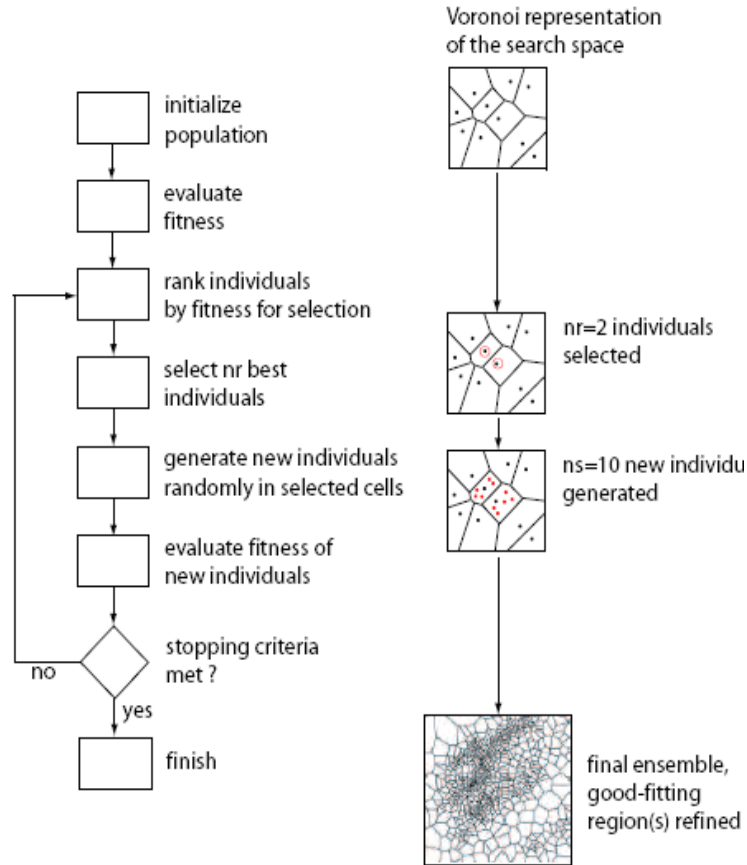 initialize
population
evaluate
fitness
rank individuals
by fitness for selection
select nr best
individuals
generate new individuals
randomly in selected cells
evaluate fitness of
new individuals
stopping criteria
met ?
no
yes
finish
Voronoi representation
of the search space
nr=2 individuals
selected
ns=10 new individu
generated
final ensemble,
good-fitting
region(s) refined